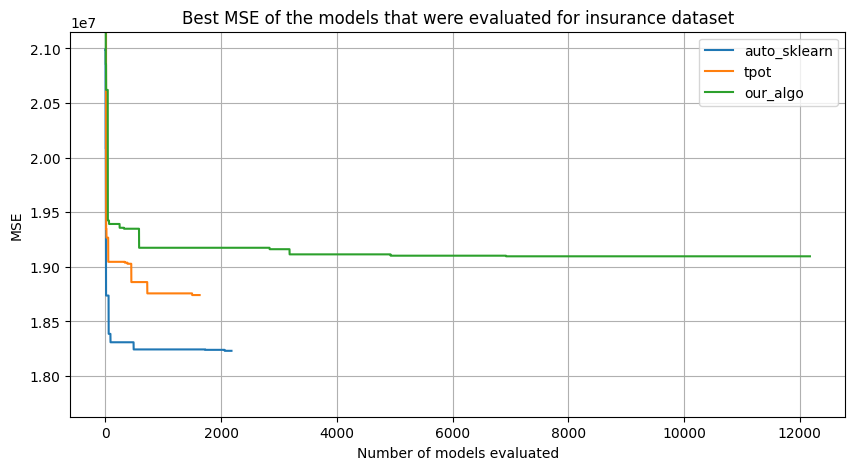 Best MSE of the models that were evaluated for insurance dataset
1e7
2.10
2.05
2.00
1.95
1.90
1.85
1.80
MSE
0
2000
4000
6000
8000
10000
12000
Number of models evaluated
auto_sklearn
tpot
our_algo